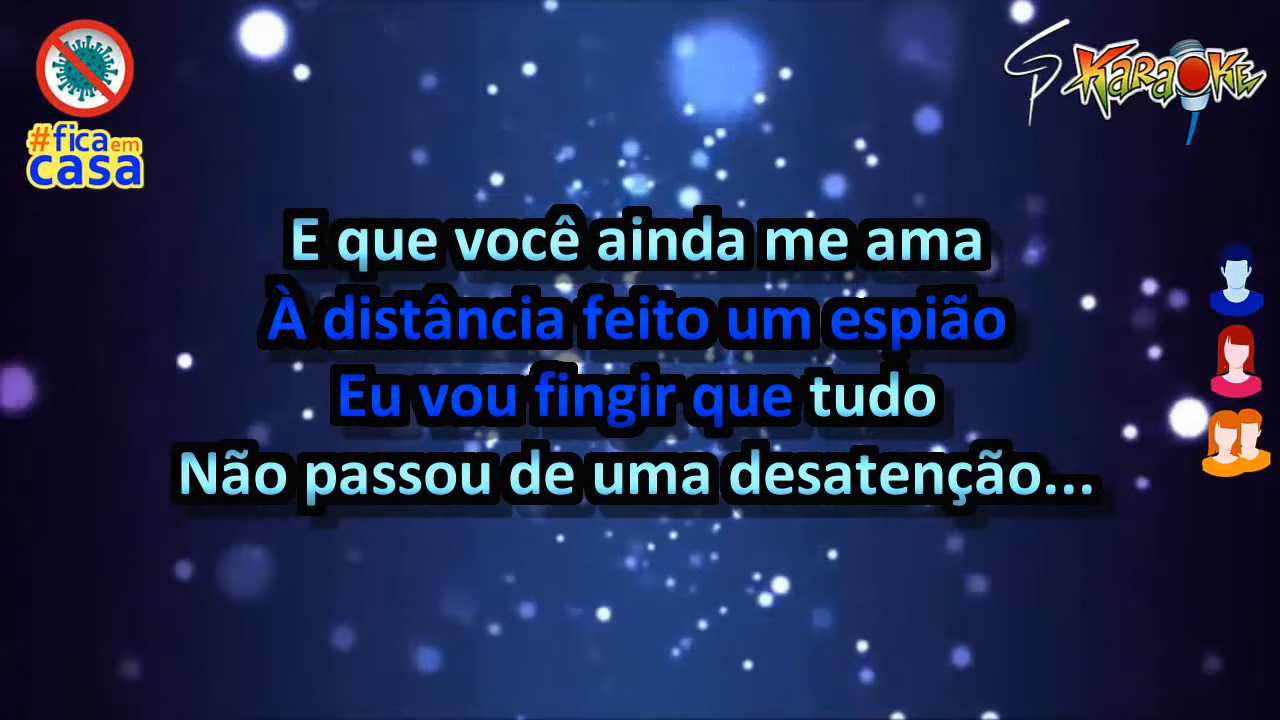 #fica em
casa
GP KARAOKE
E que você ainda me ama
À distância feito um espião
Eu vou fingir que tudo
Não passou de uma desatenção...